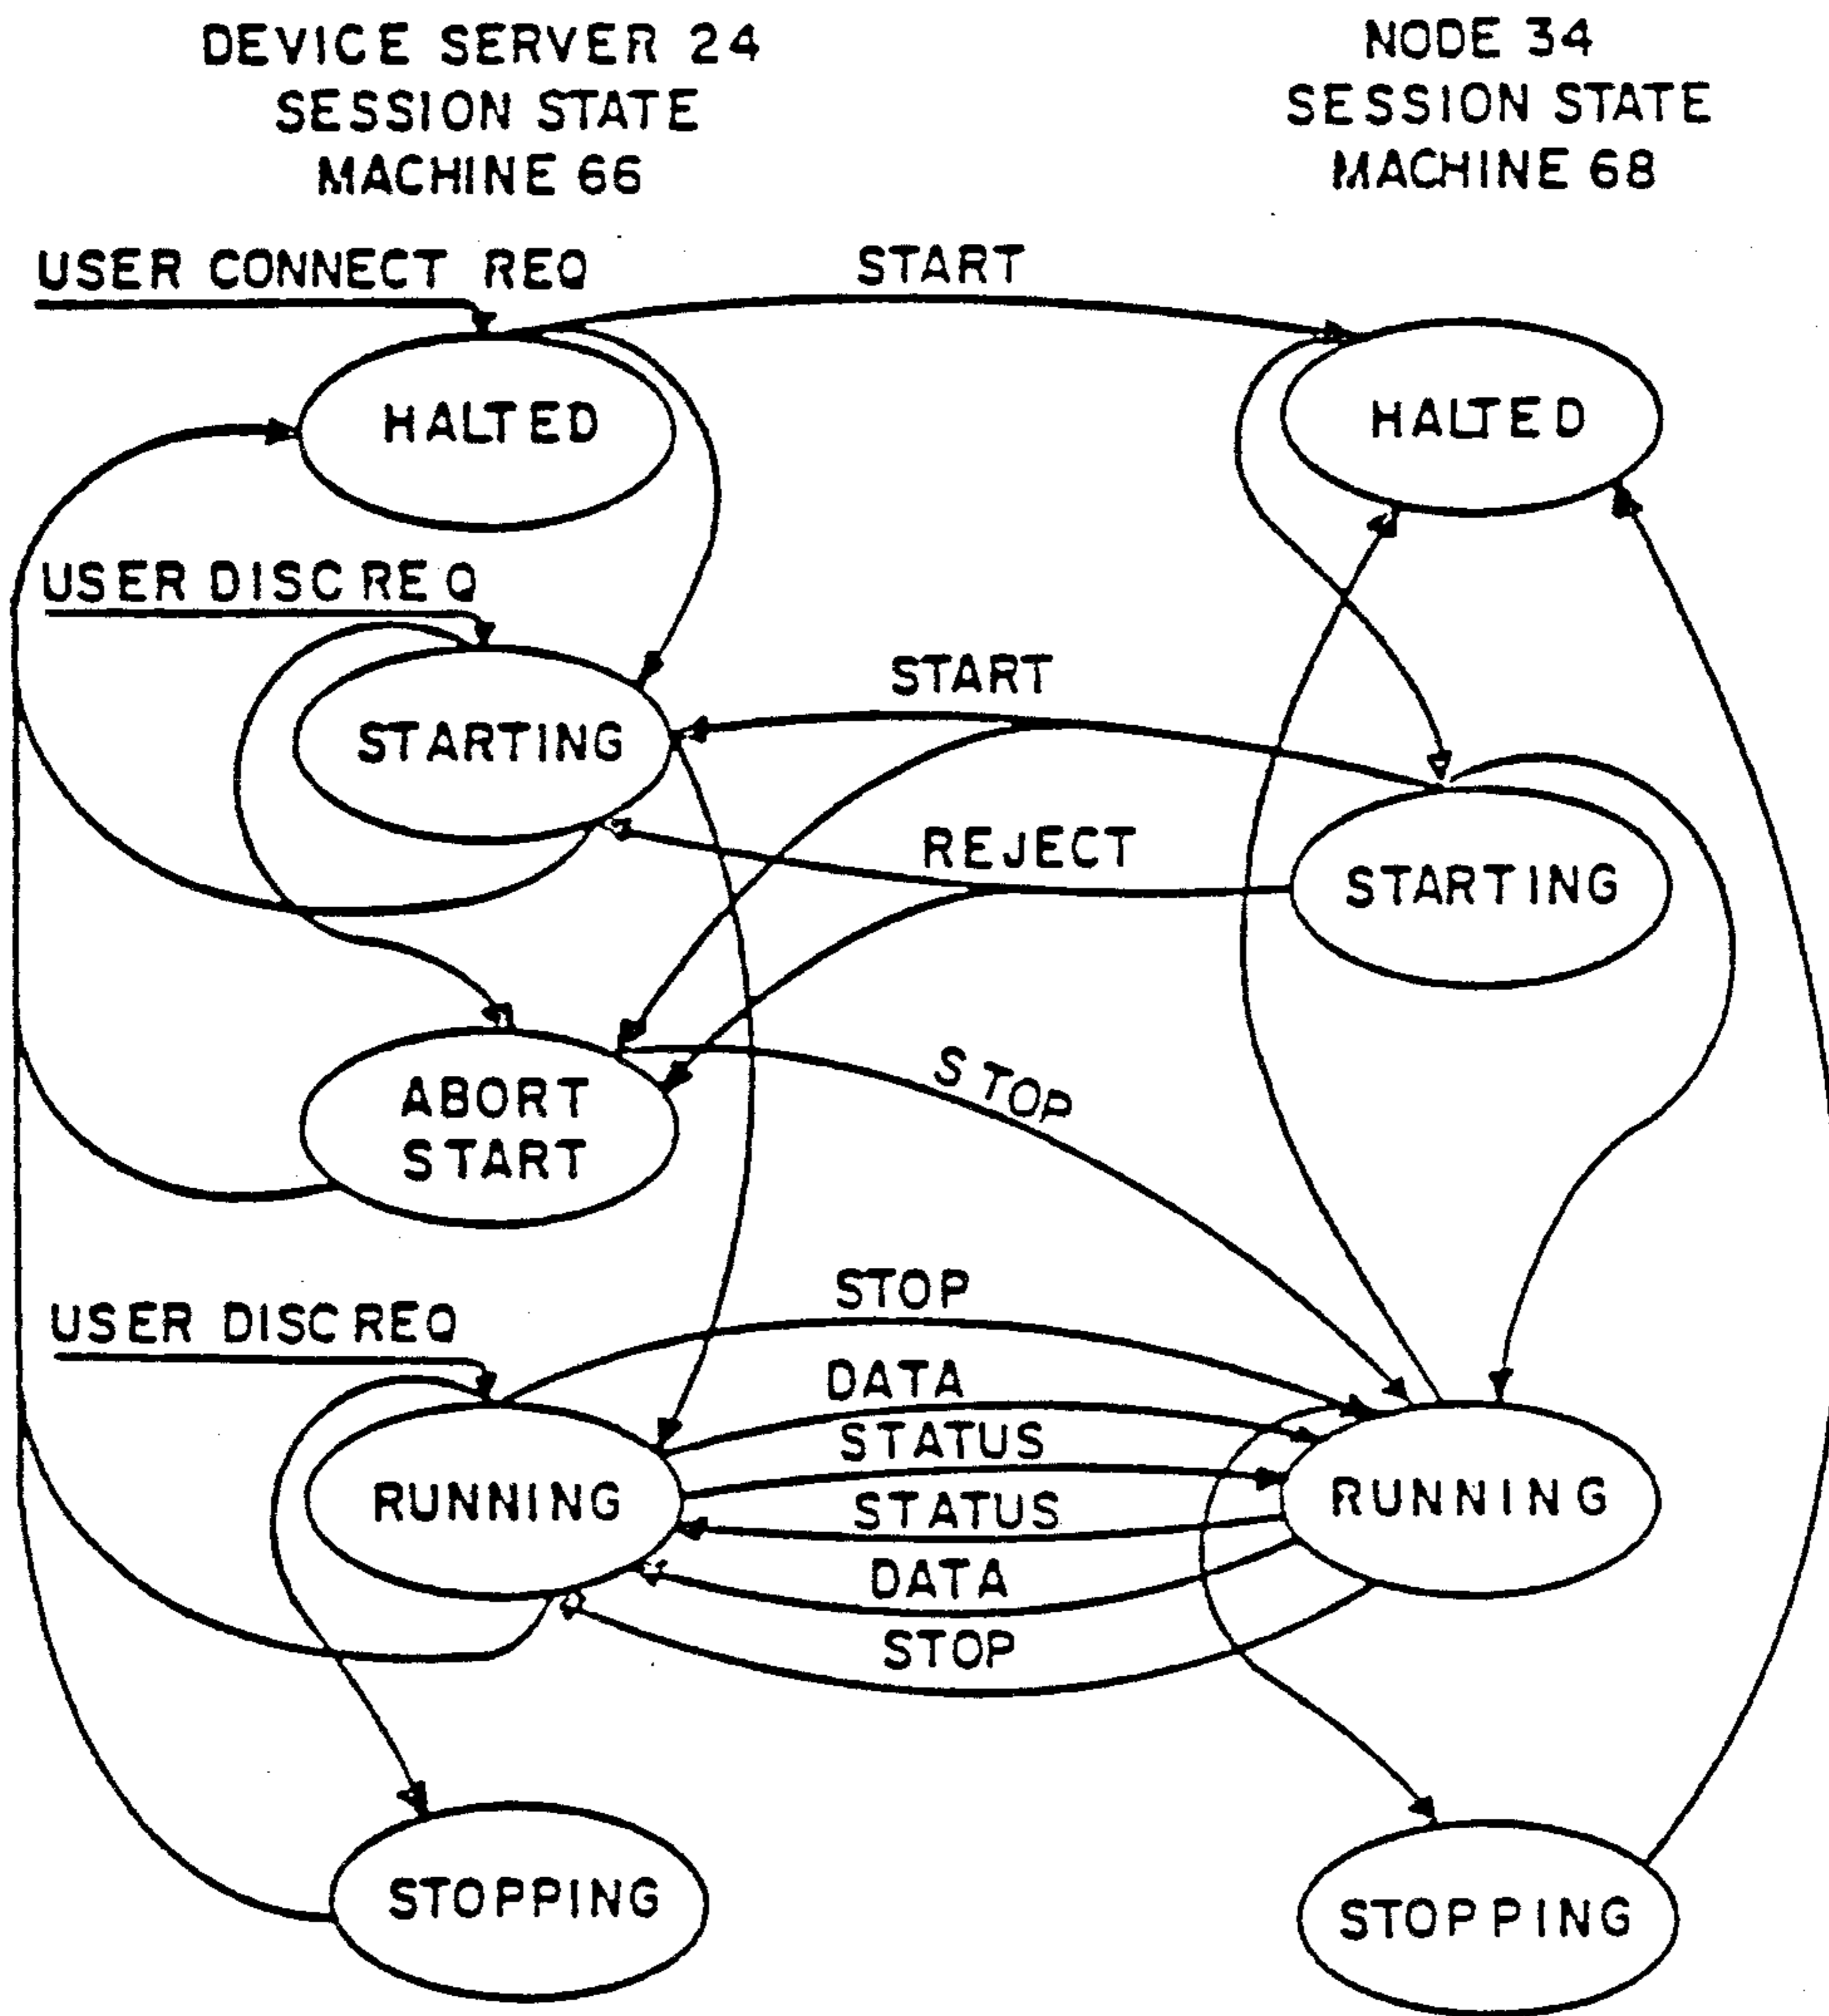 DEVICE SERVER 24
SESSION STATE
MACHINE 66
NODE 34
SESSION STATE
MACHINE 68
USER CONNECT REQ
START
HALTED
HALTED
USER DISC REQ
START
STARTING
REJECT
STARTING
ABORT
START
STOP
USER DISC REQ
STOP
DATA
STATUS
RUNNING
STATUS
RUNNING
DATA
STOP
STOPPING
STOPPING